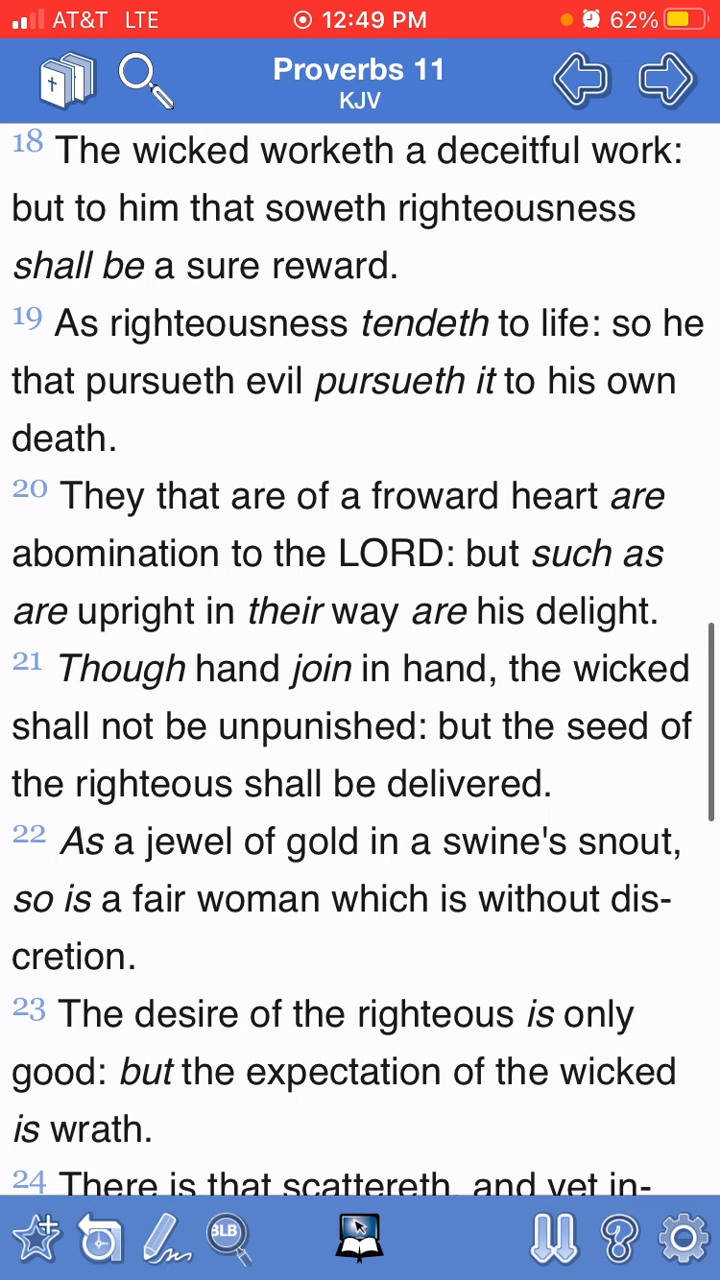 AT&T LTE 12:49 PM 62%
Proverbs 11
KJV
18 The wicked worketh a deceitful work:
but to him that soweth righteousness
shall be a sure reward.
19 As righteousness tendeth to life: so he
that pursueth evil pursueth it to his own
death.
20 They that are of a froward heart are
abomination to the LORD: but such as
are upright in their way are his delight.
21 Though hand join in hand, the wicked
shall not be unpunished: but the seed of
the righteous shall be delivered.
22 As a jewel of gold in a swine's snout,
so is a fair woman which is without dis-
cretion.
23 The desire of the righteous is only
good: but the expectation of the wicked
is wrath.
24 There is that scattereth, and yet in-
BLB